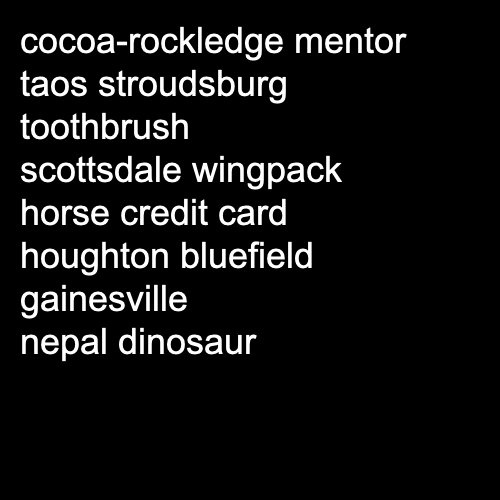 cocoa-rockledge mentor
taos stroudsburg
toothbrush
scottsdale wingpack
horse credit card
houghton bluefield
gainesville
nepal dinosaur